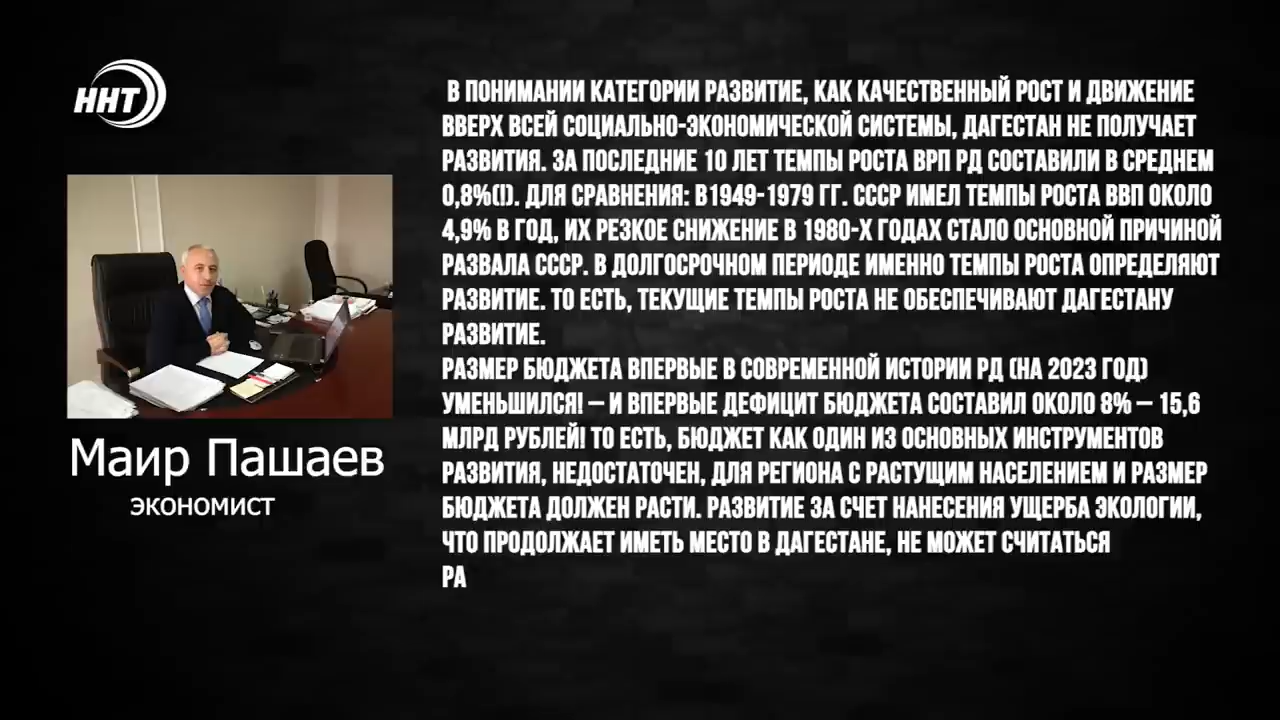 ННТ
В ПОНИМАНИИ КАТЕГОРИИ РАЗВИТИЕ, КАК КАЧЕСТВЕННЫЙ РОСТ И ДВИЖЕНИЕ
ВВЕРХ ВСЕЙ СОЦИАЛЬНО-ЭКОНОМИЧЕСКОЙ СИСТЕМЫ, ДАГЕСТАН НЕ ПОЛУЧАЕТ
РАЗВИТИЯ. ЗА ПОСЛЕДНИЕ 10 ЛЕТ ТЕМПЫ РОСТА ВРП РД СОСТАВИЛИ В СРЕДНЕМ
0,8%(!). ДЛЯ СРАВНЕНИЯ: В1949-1979 ГГ. СССР ИМЕЛ ТЕМПЫ РОСТА ВВП ОКОЛО
4,9% В ГОД, ИХ РЕЗКОЕ СНИЖЕНИЕ В 1980-Х ГОДАХ СТАЛО ОСНОВНОЙ ПРИЧИНОЙ
РАЗВАЛА СССР. В ДОЛГОСРОЧНОМ ПЕРИОДЕ ИМЕННО ТЕМПЫ РОСТА ОПРЕДЕЛЯЮТ
РАЗВИТИЕ. ТО ЕСТЬ, ТЕКУЩИЕ ТЕМПЫ РОСТА НЕ ОБЕСПЕЧИВАЮТ ДАГЕСТАНУ
РАЗВИТИЕ.
РАЗМЕР БЮДЖЕТА ВПЕРВЫЕ В СОВРЕМЕННОЙ ИСТОРИИ РД (НА 2023 ГОД)
УМЕНЬШИЛСЯ! – И ВПЕРВЫЕ ДЕФИЦИТ БЮДЖЕТА СОСТАВИЛ ОКОЛО 8% – 15,6
МЛРД РУБЛЕЙ! ТО ЕСТЬ, БЮДЖЕТ КАК ОДИН ИЗ ОСНОВНЫХ ИНСТРУМЕНТОВ
РАЗВИТИЯ, НЕДОСТАТОЧЕН, ДЛЯ РЕГИОНА С РАСТУЩИМ НАСЕЛЕНИЕМ И РАЗМЕР
БЮДЖЕТА ДОЛЖЕН РАСТИ. РАЗВИТИЕ ЗА СЧЕТ НАНЕСЕНИЯ УЩЕРБА ЭКОЛОГИИ,
ЧТО ПРОДОЛЖАЕТ ИМЕТЬ МЕСТО В ДАГЕСТАНЕ, НЕ МОЖЕТ СЧИТАТЬСЯ
РА
Маир Пашаев
экономист